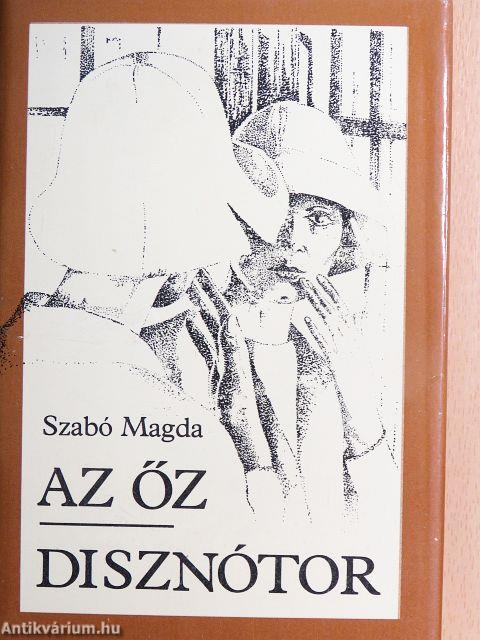 Szabó Magda
AZ ŐZ
DISZNÓTOR
Antikvárium.hu